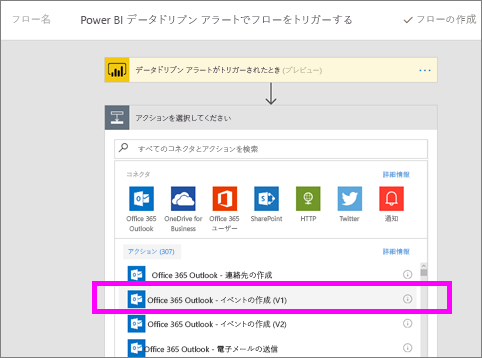 フロー名 Power BI データドリブン アラートでフローをトリガーする ✓ フローの作成
データドリブン アラートがトリガーされたとき (プレビュー) ...
アクションを選択してください
すべてのコネクタとアクションを検索
コネクタ 詳細情報
Office 365 Outlook
OneDrive for Business
Office 365 ユーザー
SharePoint
HTTP
Twitter
通知
アクション (307) 詳細情報
Office 365 Outlook - 連絡先の作成
Office 365 Outlook - イベントの作成 (V1)
Office 365 Outlook - イベントの作成 (V2)
Office 365 Outlook - 電子メールの送信